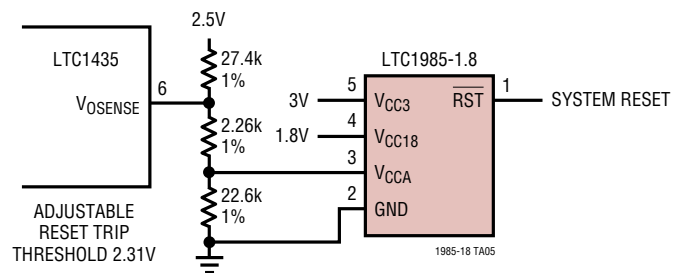 2.5V
LTC1435
27.4k
1%
LTC1985-1.8
6
VOSENSE
5
3V
VCC3
RST
1
SYSTEM RESET
2.26k
1%
4
1.8V
VCC18
3
VCCA
22.6k
1%
2
GND
ADJUSTABLE
RESET TRIP
THRESHOLD 2.31V
1985-18 TA05